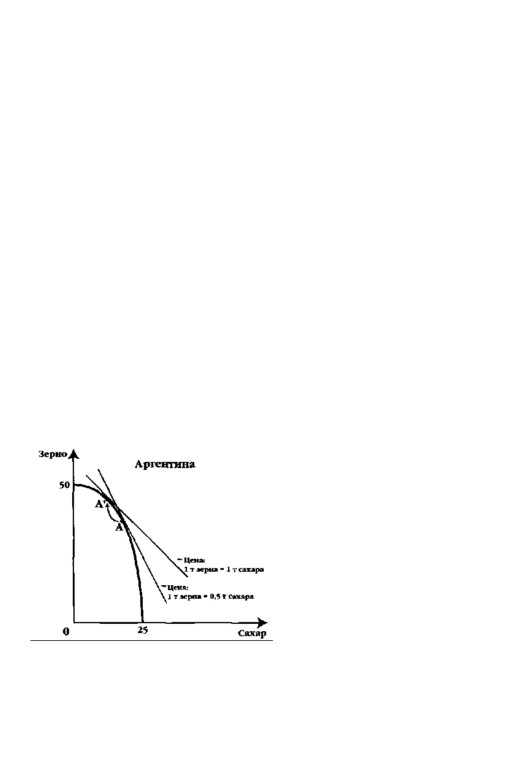 Зерно
Аргентина
50
A'
A
Цена:
1 т зерна = 1 т сахара
Цена:
1 т зерна = 0,5 т сахара
0
25
Сахар